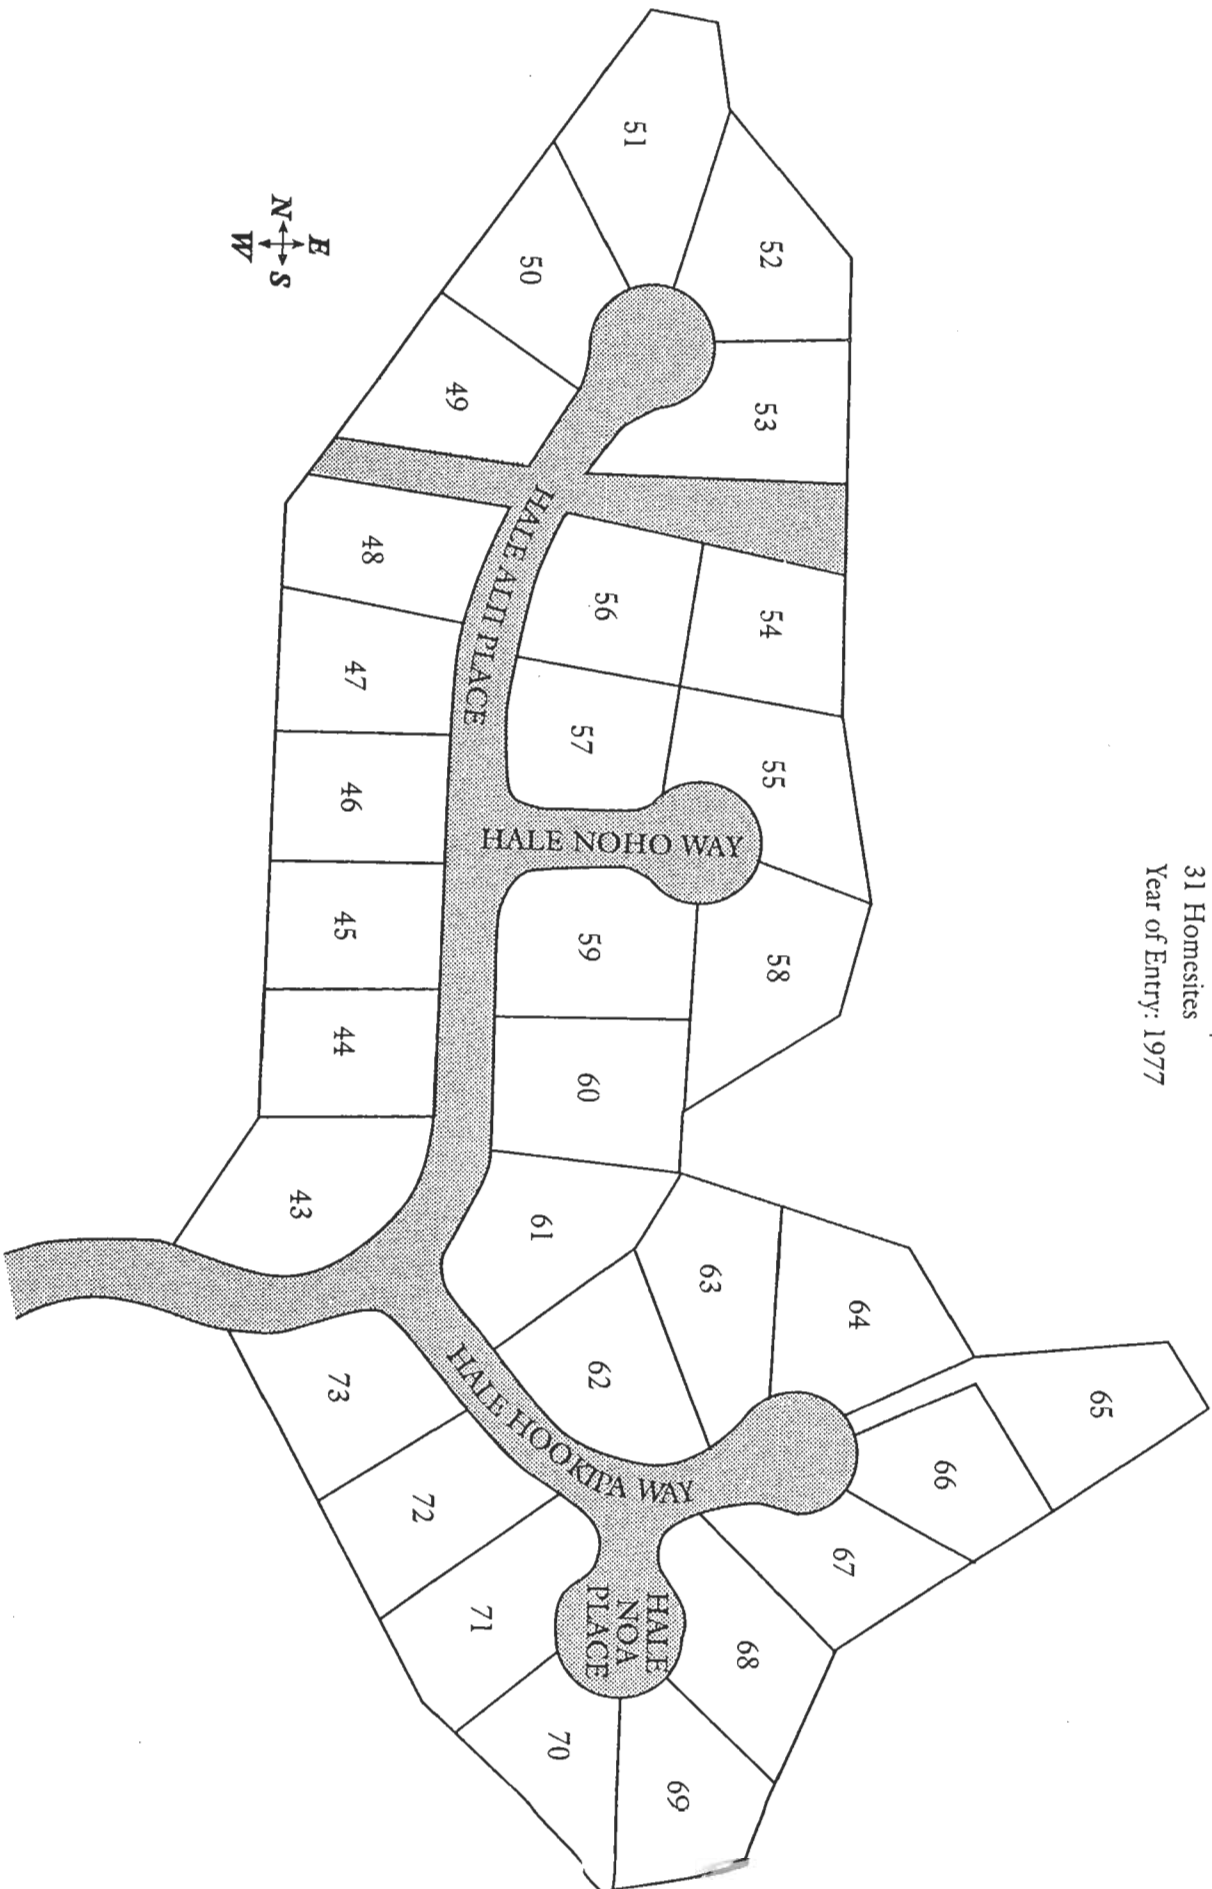 31 Homesites
Year of Entry: 1977
N
E
S
W
51
52
50
53
49
48
56
54
47
57
55
46
45
59
58
44
60
43
61
63
64
65
62
66
73
72
67
71
68
70
69
HALE ALII PLACE
HALE NOHO WAY
HALE HOOKIPA WAY
HALE
NOA
PLACE